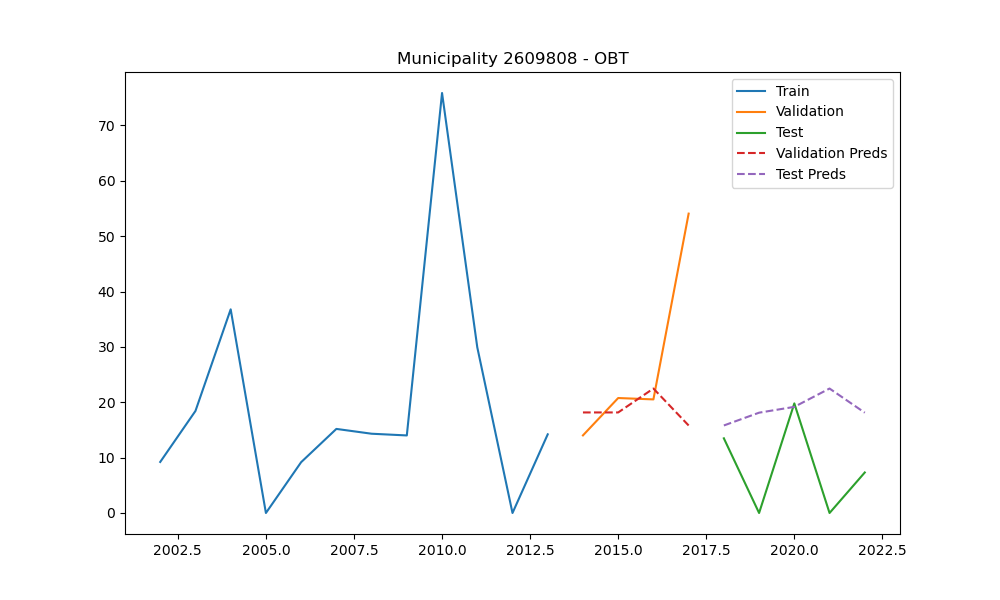 Municipality 2609808 - OBT
Train
Validation
Test
Validation Preds
Test Preds
70
60
50
40
30
20
10
0
2002.5 2005.0 2007.5 2010.0 2012.5 2015.0 2017.5 2020.0 2022.5